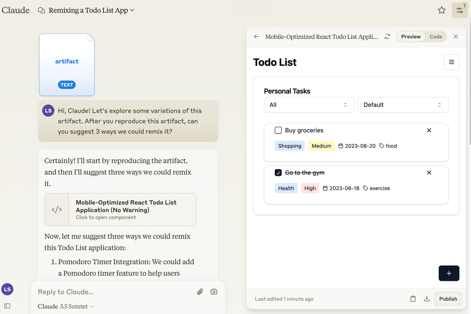 Claude
Remixing a Todo List App
artifact
TEXT
LS
Hi, Claude! Let's explore some variations of this
artifact. After you reproduce this artifact, can
you suggest 3 ways we could remix it?
Certainly! I'll start by reproducing the artifact,
and then I'll suggest three ways we could remix
it.
</>
Mobile-Optimized React Todo List
Application (No Warning)
Click to open component
Now, let me suggest three ways we could remix
this Todo List application:
1. Pomodoro Timer Integration: We could add
a Pomodoro timer feature to help users
LS
Reply to Claude...
Claude 3.5 Sonnet
Mobile-Optimized React Todo List Appli...
Preview
Code
Todo List
Personal Tasks
All
Default
Buy groceries
Shopping
Medium
2023-08-20
food
Go to the gym
Health
High
2023-08-18
exercise
Last edited 1 minute ago
Publish